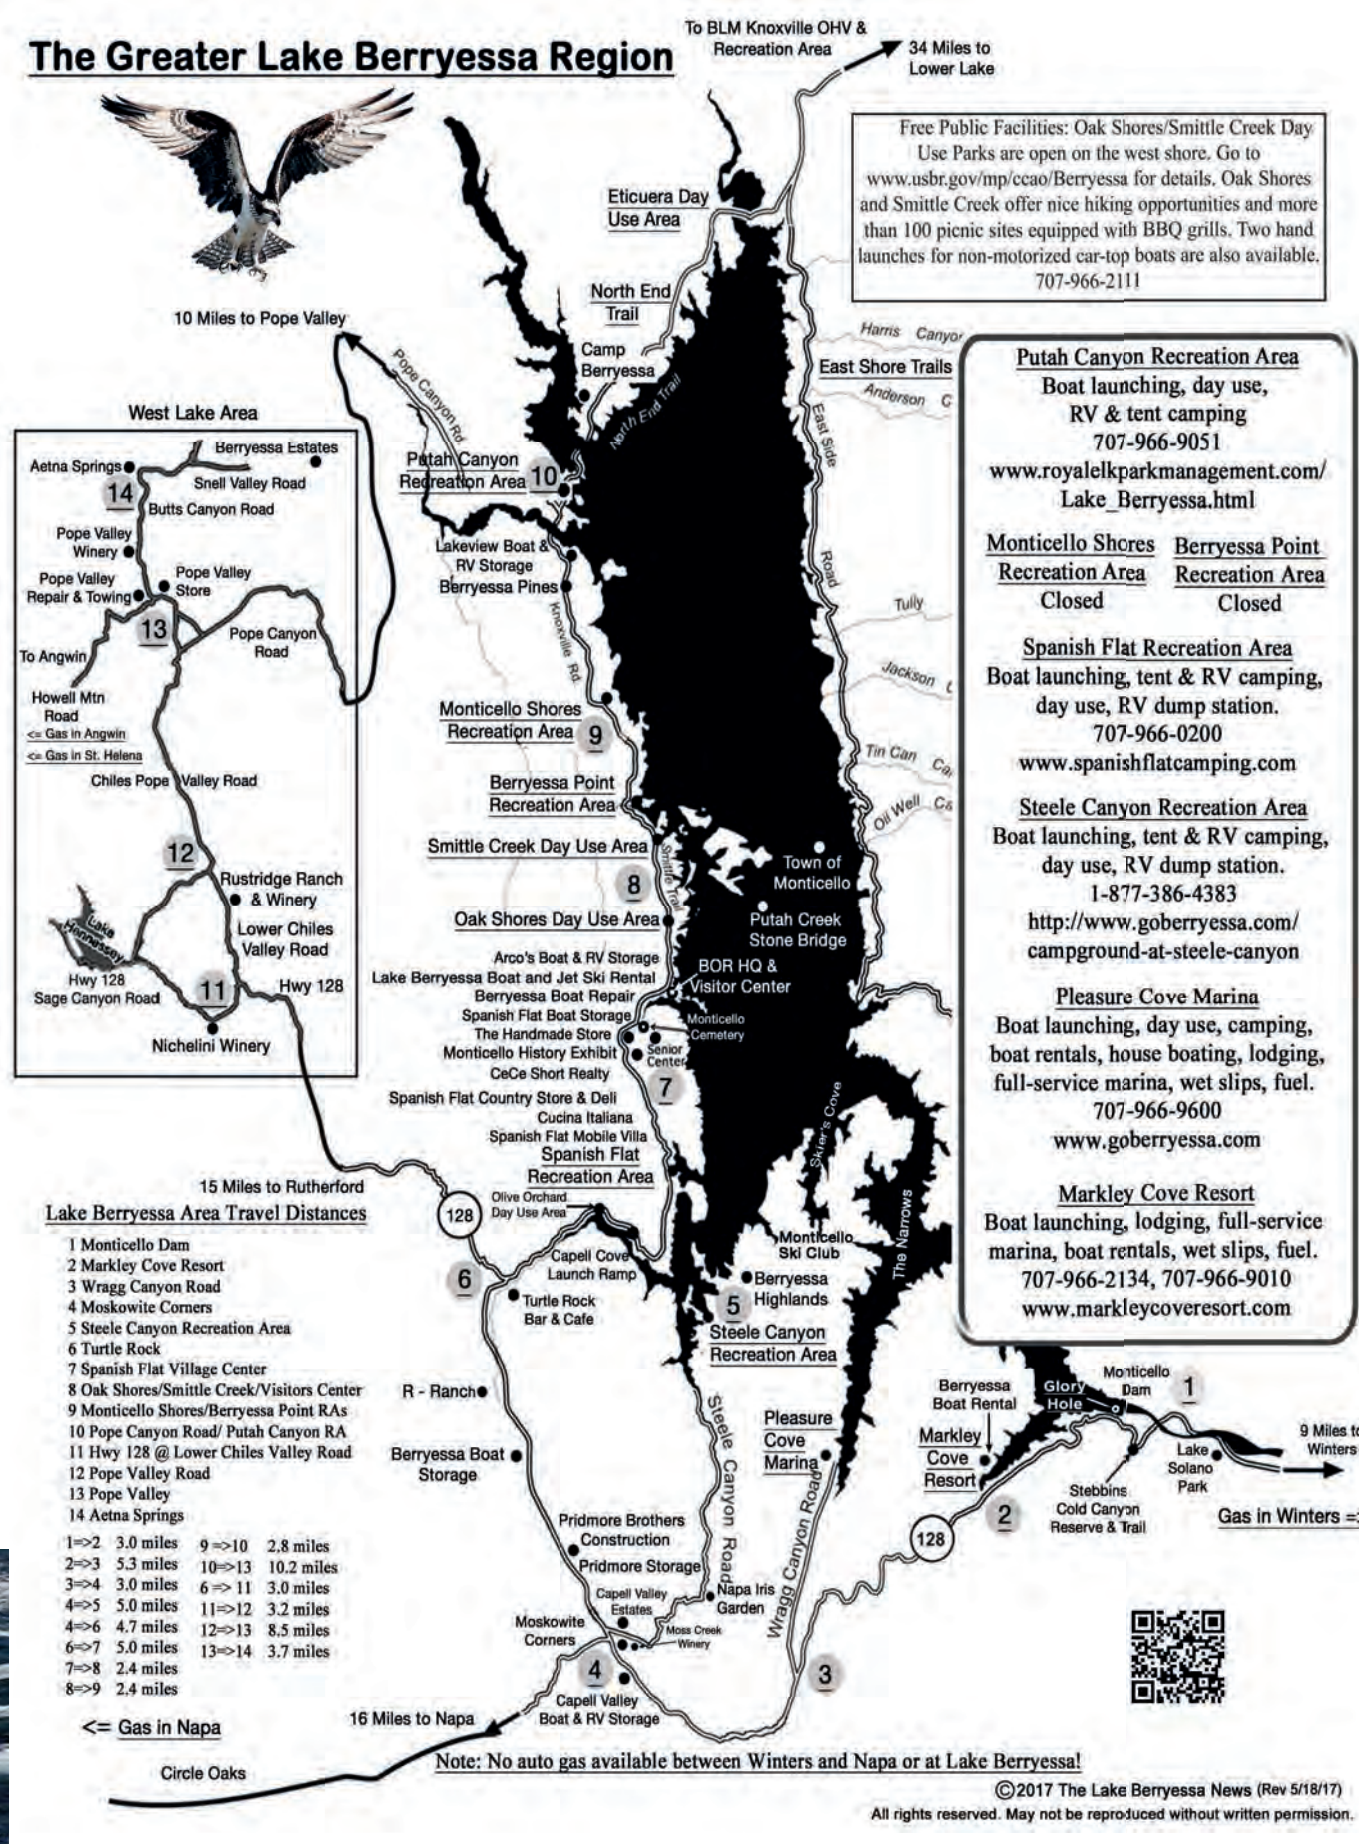 The Greater Lake Berryessa Region
To BLM Knoxville OHV &
Recreation Area
34 Miles to
Lower Lake
Free Public Facilities: Oak Shores/Smittle Creek Day
Use Parks are open on the west shore. Go to
www.usbr.gov/mp/ccao/Berryessa for details. Oak Shores
and Smittle Creek offer nice hiking opportunities and more
than 100 picnic sites equipped with BBQ grills. Two hand
launches for non-motorized car-top boats are also available.
707-966-2111
Eticuera Day
Use Area
North End
Trail
Camp
Berryessa
North End Trail
10 Miles to Pope Valley
Pope Canyon Rd.
Putah Canyon
Recreation Area
10
Lakeview Boat &
RV Storage
Berryessa Pines
Knoxville Rd.
Harris Canyon
East Shore Trails
Anderson C
East Side
Road
Tully
Jackson
Tin Can Ca
Oil Well Ca
West Lake Area
Berryessa Estates
Aetna Springs
14
Snell Valley Road
Butts Canyon Road
Pope Valley
Winery
Pope Valley
Repair & Towing
Pope Valley
Store
13
Pope Canyon
Road
To Angwin
Howell Mtn
Road
<= Gas in Angwin
<= Gas in St. Helena
Chiles Pope Valley Road
12
Rustridge Ranch
& Winery
Lower Chiles
Valley Road
Lake
Hennessey
Hwy 128
Sage Canyon Road
11
Hwy 128
Nichelini Winery
Monticello Shores
Recreation Area
9
Berryessa Point
Recreation Area
Smittle Creek Day Use Area
Smittle Trail
8
Oak Shores Day Use Area
Town of
Monticello
Putah Creek
Stone Bridge
BOR HQ &
Visitor Center
Arco's Boat & RV Storage
Lake Berryessa Boat and Jet Ski Rental
Berryessa Boat Repair
Spanish Flat Boat Storage
The Handmade Store
Monticello History Exhibit
CeCe Short Realty
Monticello
Cemetery
Senior
Center
7
Spanish Flat Country Store & Deli
Cucina Italiana
Spanish Flat Mobile Villa
Spanish Flat
Recreation Area
Skier's Cove
The Narrows
Olive Orchard
Day Use Area
15 Miles to Rutherford
128
Capell Cove
Launch Ramp
6
Turtle Rock
Bar & Cafe
Monticello
Ski Club
Berryessa
Highlands
5
Steele Canyon
Recreation Area
R - Ranch
Berryessa Boat
Storage
Steele Canyon Road
Pleasure
Cove
Marina
Wragg Canyon Road
Pridmore Brothers
Construction
Pridmore Storage
Capell Valley
Estates
Napa Iris
Garden
Moskowite
Corners
Moss Creek
Winery
4
3
Capell Valley
Boat & RV Storage
16 Miles to Napa
Circle Oaks
Putah Canyon Recreation Area
Boat launching, day use,
RV & tent camping
707-966-9051
www.royalelkparkmanagement.com/
Lake_Berryessa.html
Monticello Shores
Recreation Area
Closed
Berryessa Point
Recreation Area
Closed
Spanish Flat Recreation Area
Boat launching, tent & RV camping,
day use, RV dump station.
707-966-0200
www.spanishflatcamping.com
Steele Canyon Recreation Area
Boat launching, tent & RV camping,
day use, RV dump station.
1-877-386-4383
http://www.goberryessa.com/
campground-at-steele-canyon
Pleasure Cove Marina
Boat launching, day use, camping,
boat rentals, house boating, lodging,
full-service marina, wet slips, fuel.
707-966-9600
www.goberryessa.com
Markley Cove Resort
Boat launching, lodging, full-service
marina, boat rentals, wet slips, fuel.
707-966-2134, 707-966-9010
www.markleycoveresort.com
Berryessa
Boat Rental
Glory
Hole
Monticello
Dam
1
Markley
Cove
Resort
2
128
Stebbins
Cold Canyon
Reserve & Trail
Lake
Solano
Park
9 Miles to
Winters
Gas in Winters =>
Lake Berryessa Area Travel Distances
1 Monticello Dam
2 Markley Cove Resort
3 Wragg Canyon Road
4 Moskowite Corners
5 Steele Canyon Recreation Area
6 Turtle Rock
7 Spanish Flat Village Center
8 Oak Shores/Smittle Creek/Visitors Center
9 Monticello Shores/Berryessa Point RAs
10 Pope Canyon Road/ Putah Canyon RA
11 Hwy 128 @ Lower Chiles Valley Road
12 Pope Valley Road
13 Pope Valley
14 Aetna Springs
1=>2 3.0 miles
2=>3 5.3 miles
3=>4 3.0 miles
4=>5 5.0 miles
4=>6 4.7 miles
6=>7 5.0 miles
7=>8 2.4 miles
8=>9 2.4 miles
9 =>10 2.8 miles
10=>13 10.2 miles
6 => 11 3.0 miles
11=>12 3.2 miles
12=>13 8.5 miles
13=>14 3.7 miles
<= Gas in Napa
Note: No auto gas available between Winters and Napa or at Lake Berryessa!
©2017 The Lake Berryessa News (Rev 5/18/17)
All rights reserved. May not be reproduced without written permission.